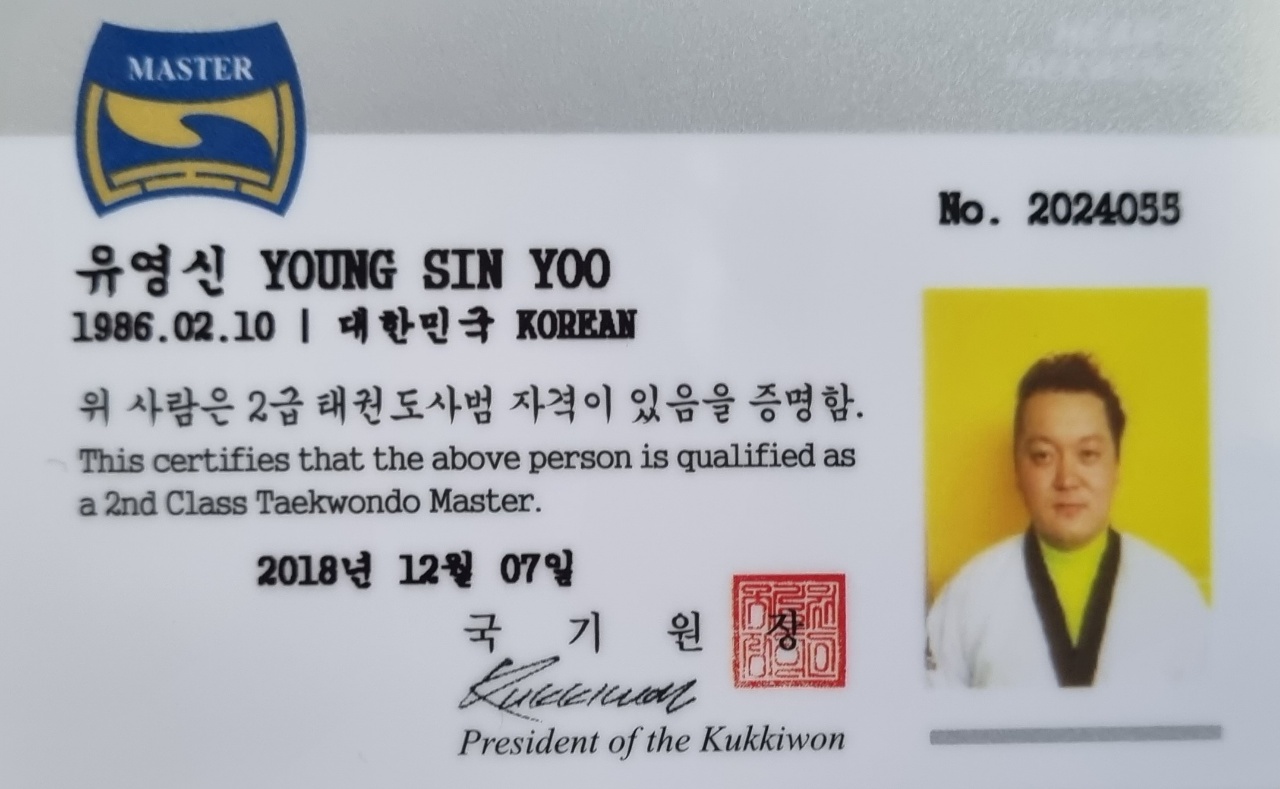 MASTER
No. 2024055
유영신 YOUNG SIN YOO
1986.02.10 | 대한민국 KOREAN
위 사람은 2급 태권도사범 자격이 있음을 증명함.
This certifies that the above person is qualified as
a 2nd Class Taekwondo Master.
2018년 12월 07일
국 기 원 장
Kukkiwon
President of the Kukkiwon